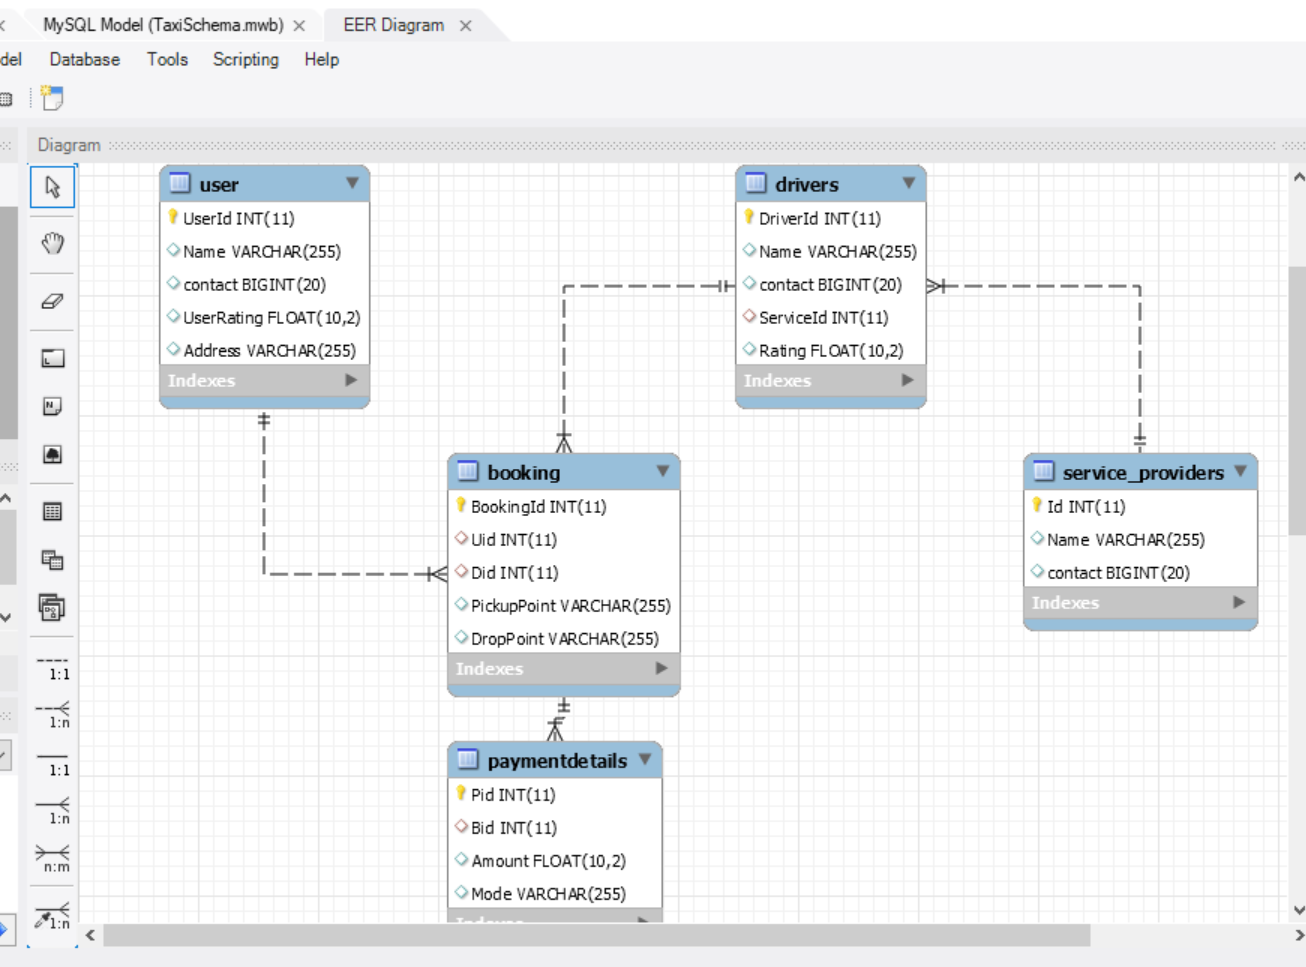 MySQL Model (TaxiSchema.mwb)
EER Diagram
del Database Tools Scripting Help
Diagram
user
UserId INT(11)
Name VARCHAR(255)
contact BIGINT(20)
UserRating FLOAT(10,2)
Address VARCHAR(255)
Indexes
drivers
DriverId INT(11)
Name VARCHAR(255)
contact BIGINT(20)
ServiceId INT(11)
Rating FLOAT(10,2)
Indexes
booking
BookingId INT(11)
Uid INT(11)
Did INT(11)
PickupPoint VARCHAR(255)
DropPoint VARCHAR(255)
Indexes
service_providers
Id INT(11)
Name VARCHAR(255)
contact BIGINT(20)
Indexes
paymentdetails
Pid INT(11)
Bid INT(11)
Amount FLOAT(10,2)
Mode VARCHAR(255)
Indexes
1:1
1:n
1:1
1:n
n:m
1:n